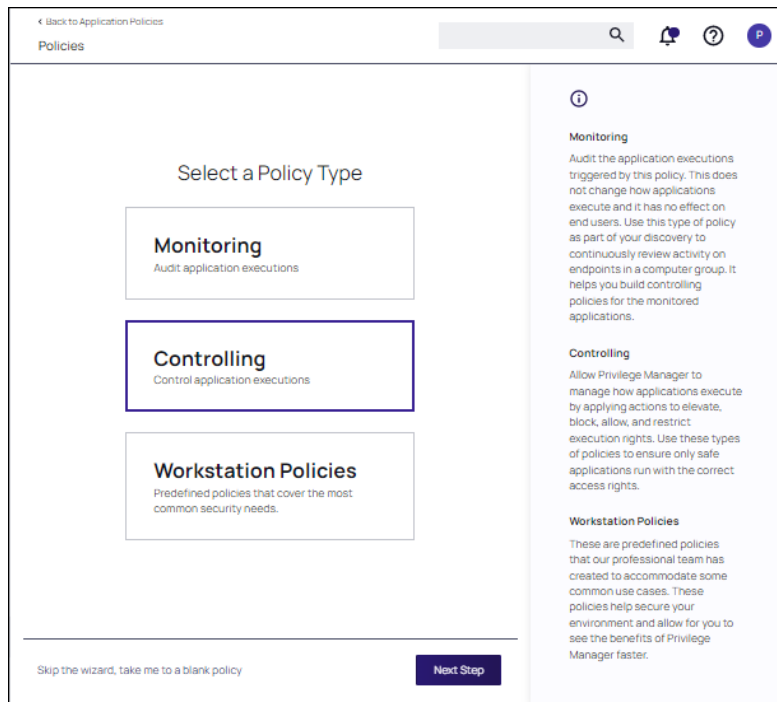 < Back to Application Policies
Policies
P
Select a Policy Type
Monitoring
Audit application executions
Controlling
Control application executions
Workstation Policies
Predefined policies that cover the most
common security needs.
Skip the wizard, take me to a blank policy
Next Step
Monitoring
Audit the application executions
triggered by this policy. This does
not change how applications
execute and it has no effect on
end users. Use this type of policy
as part of your discovery to
continuously review activity on
endpoints in a computer group. It
helps you build controlling
policies for the monitored
applications.
Controlling
Allow Privilege Manager to
manage how applications execute
by applying actions to elevate,
block, allow, and restrict
execution rights. Use these types
of policies to ensure only safe
applications run with the correct
access rights.
Workstation Policies
These are predefined policies
that our professional team has
created to accommodate some
common use cases. These
policies help secure your
environment and allow for you to
see the benefits of Privilege
Manager faster.